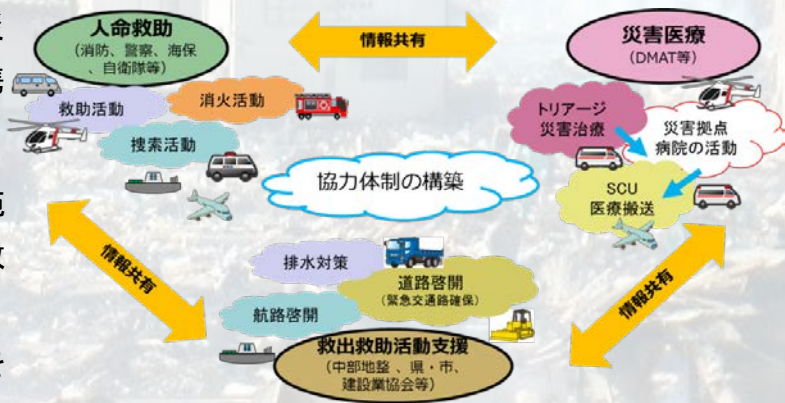 人命救助
（消防、警察、海保
、自衛隊等）
情報共有
災害医療
（DMAT等）
救助活動
消火活動
捜索活動
トリアージ
災害治療
災害拠点
病院の活動
SCU
医療搬送
協力体制の構築
情報共有
排水対策
道路啓開
（緊急交通路確保）
航路啓開
情報共有
救出救助活動支援
（中部地整 、県・市、
建設業協会等）